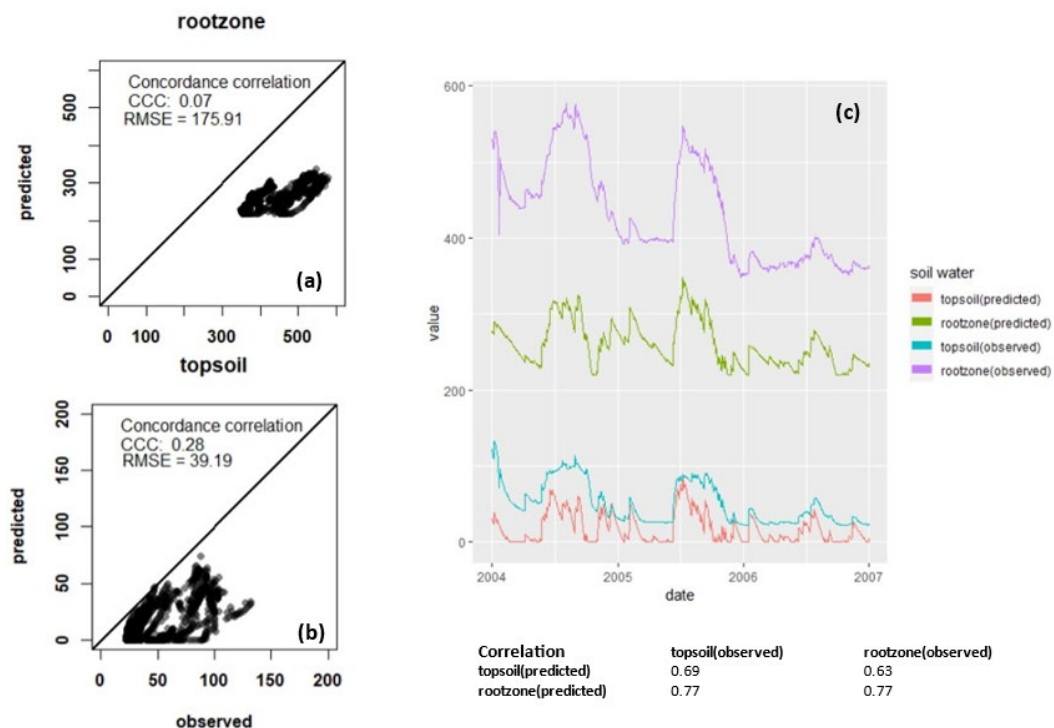 rootzone
Concordance correlation
CCC: 0.07
RMSE = 175.91
predicted
500
300
100
0
(a)
0 100 300 500
topsoil
Concordance correlation
CCC: 0.28
RMSE = 39.19
predicted
200
150
100
50
0
(b)
0 50 100 150 200
observed
(c)
value
600
400
200
0
2004 2005 2006 2007
date
soil water
topsoil(predicted)
rootzone(predicted)
topsoil(observed)
rootzone(observed)
Correlation topsoil(observed) rootzone(observed)
topsoil(predicted) 0.69 0.63
rootzone(predicted) 0.77 0.77